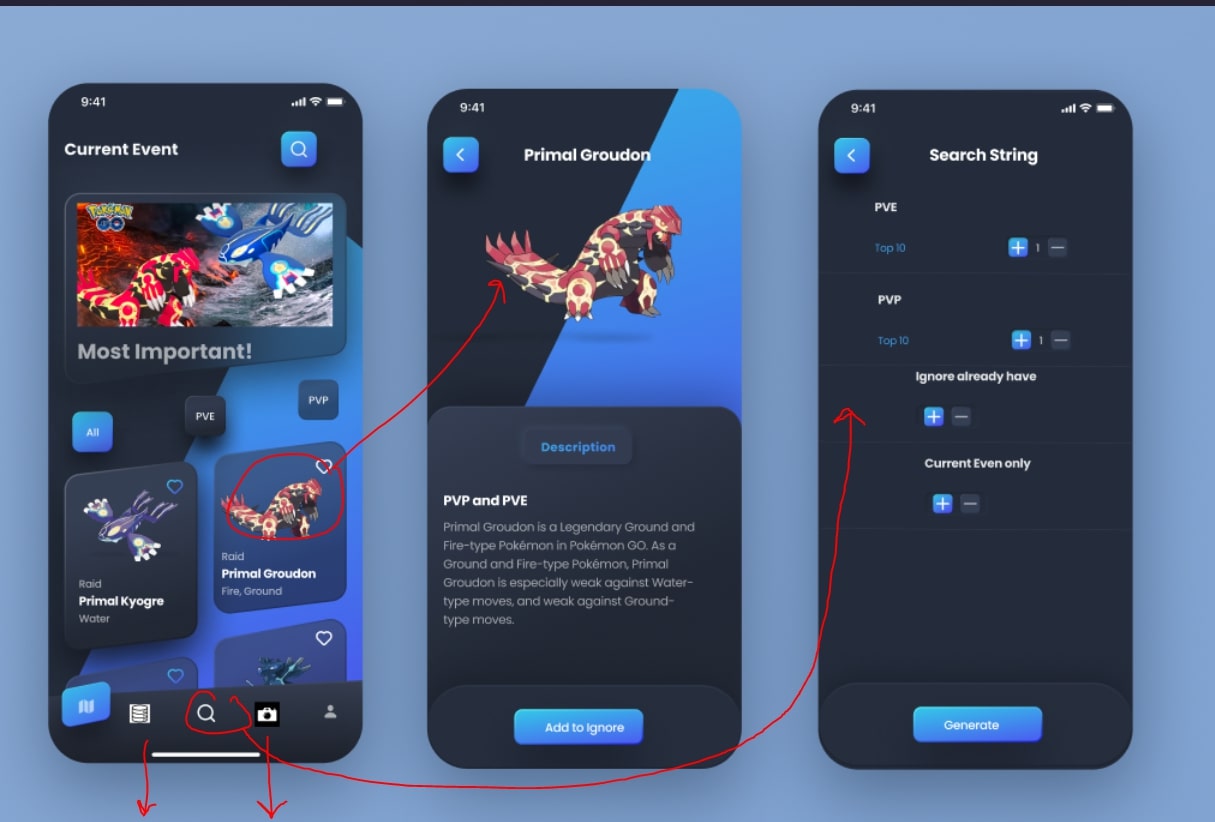 9:41
Current Event
POKÉMON
GO
Most Important!
All
PVE
PVP
Raid
Primal Kyogre
Water
Raid
Primal Groudon
Fire, Ground
9:41
Primal Groudon
Description
PVP and PVE
Primal Groudon is a Legendary Ground and
Fire-type Pokémon in Pokémon GO. As a
Ground and Fire-type Pokémon, Primal
Groudon is especially weak against Water-
type moves, and weak against Ground-
type moves.
Add to Ignore
9:41
Search String
PVE
Top 10
1
PVP
Top 10
1
Ignore already have
Current Even only
Generate